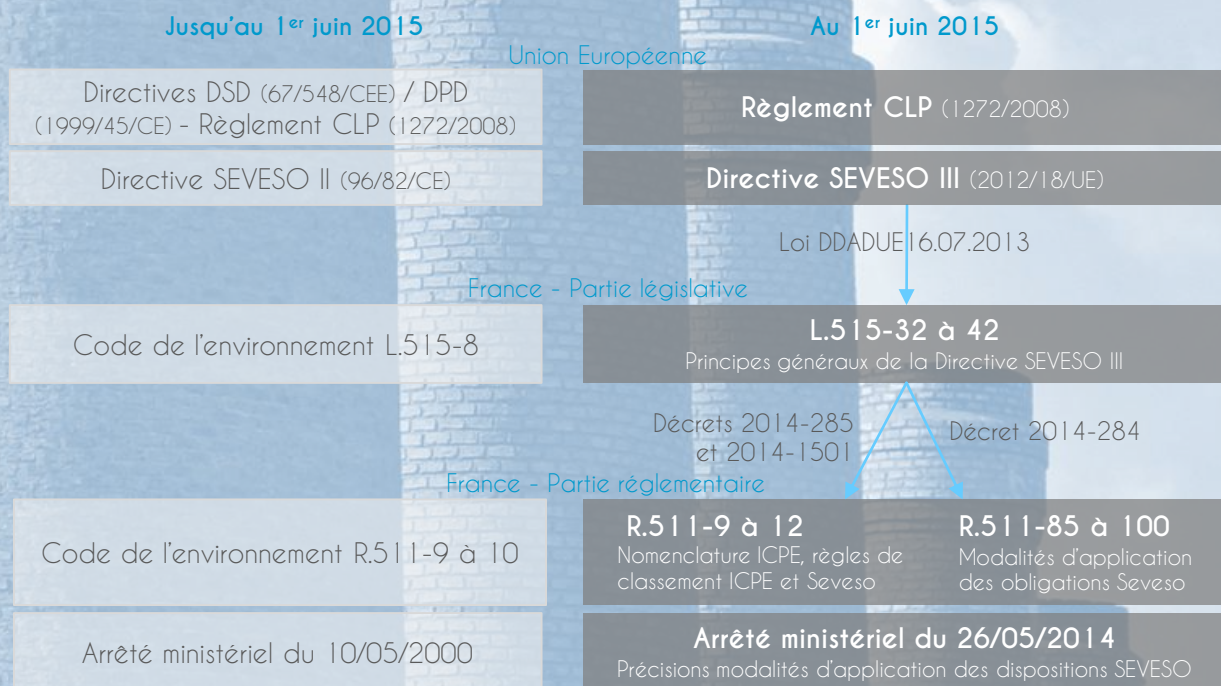 Jusqu'au 1er juin 2015
Au 1er juin 2015
Union Européenne
Directives DSD (67/548/CEE) / DPD
(1999/45/CE) - Règlement CLP (1272/2008)
Règlement CLP (1272/2008)
Directive SEVESO II (96/82/CE)
Directive SEVESO III (2012/18/UE)
Loi DDADUE 16.07.2013
France - Partie législative
Code de l'environnement L.515-8
L.515-32 à 42
Principes généraux de la Directive SEVESO III
Décrets 2014-285
et 2014-1501
Décret 2014-284
France - Partie réglementaire
Code de l'environnement R.511-9 à 10
R.511-9 à 12
Nomenclature ICPE, règles de
classement ICPE et Seveso
R.511-85 à 100
Modalités d'application
des obligations Seveso
Arrêté ministériel du 10/05/2000
Arrêté ministériel du 26/05/2014
Précisions modalités d'application des dispositions SEVESO